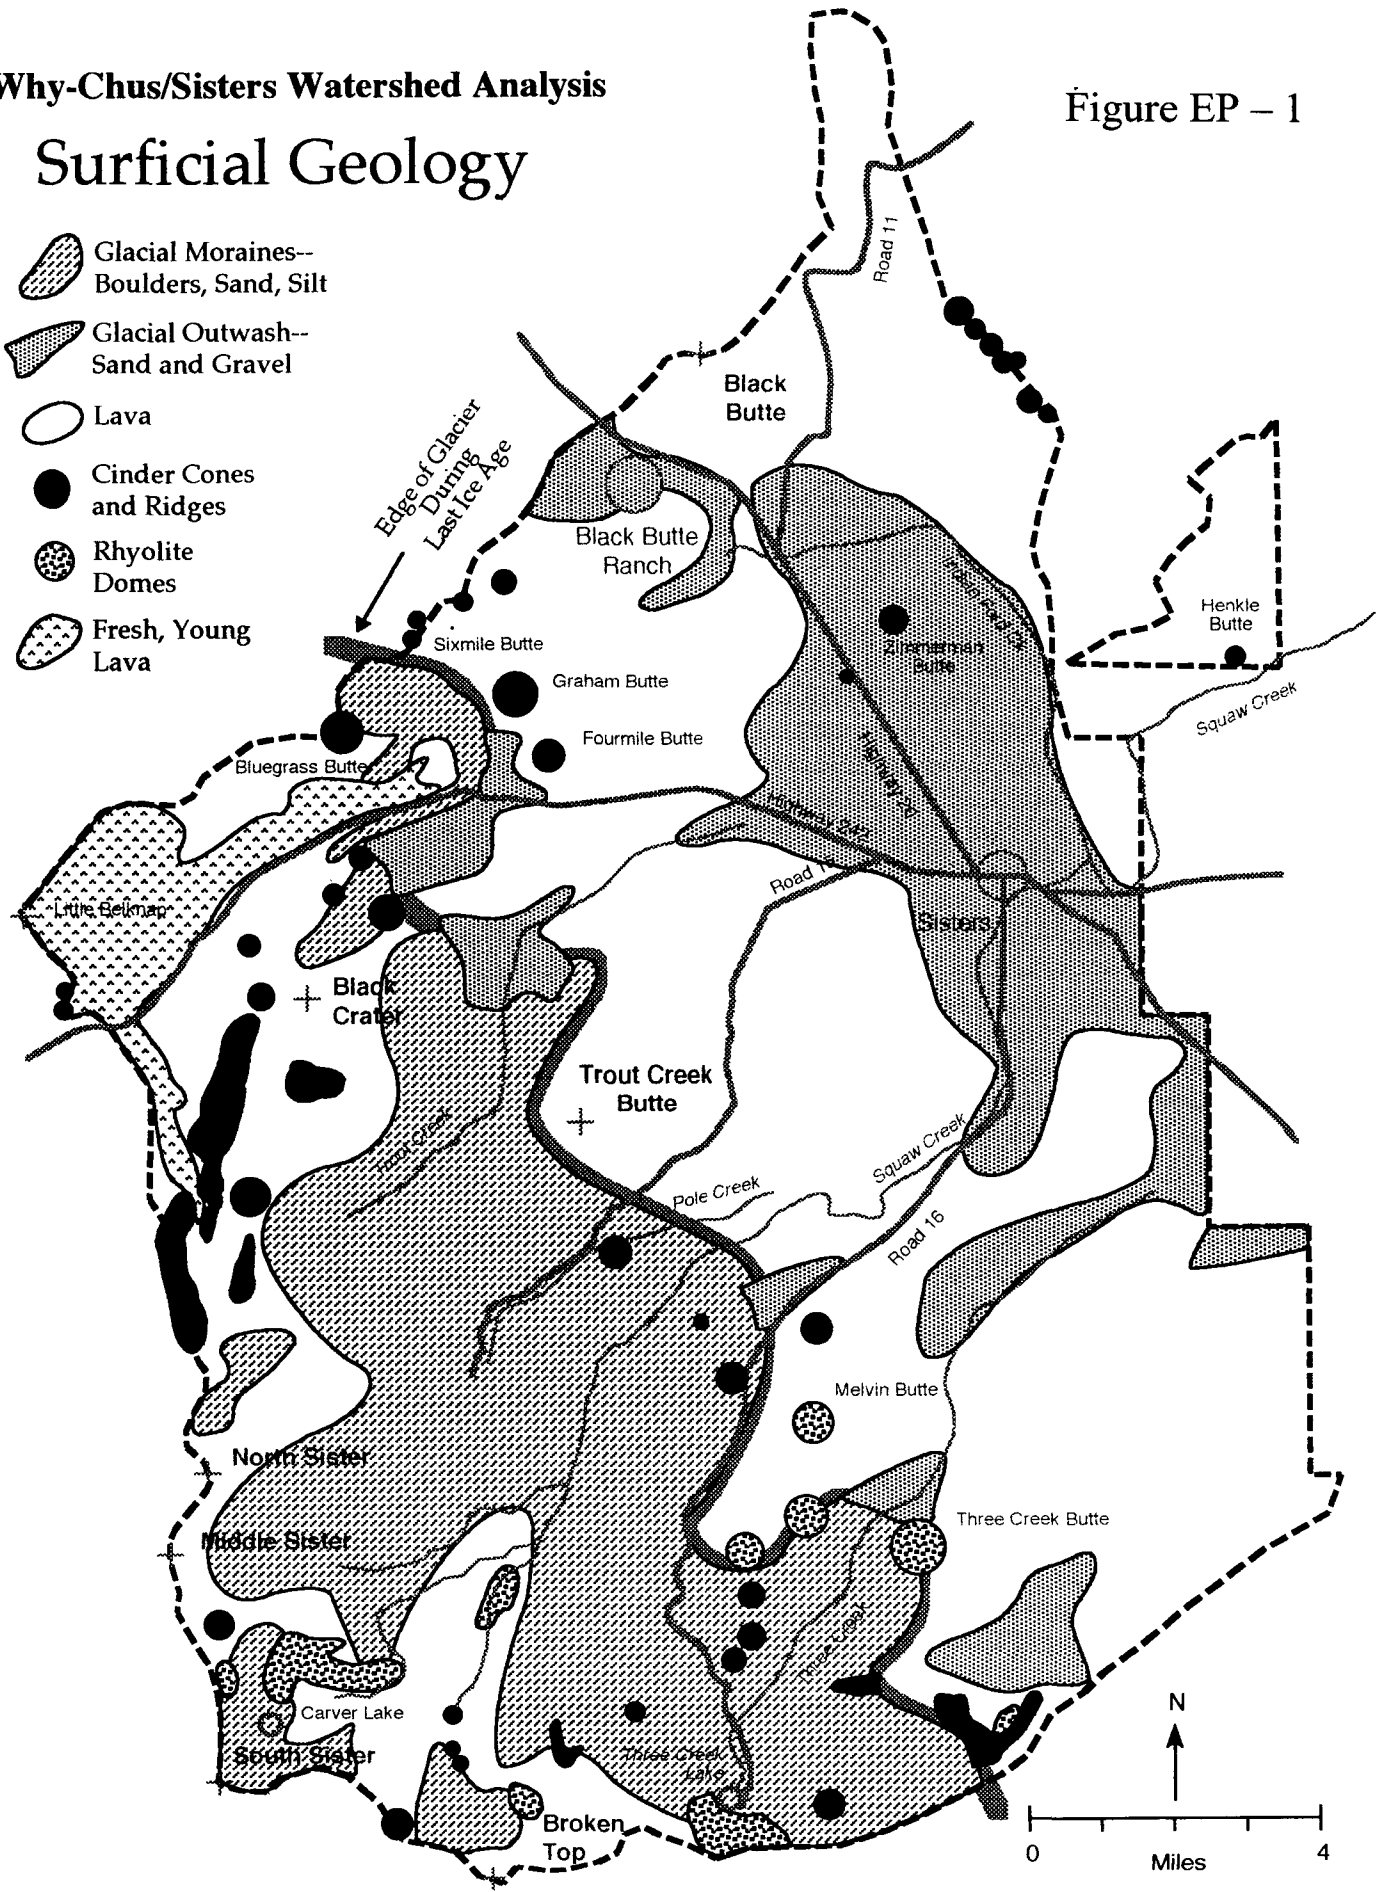 Why-Chus/Sisters Watershed Analysis
Figure EP – 1
Surficial Geology
Glacial Moraines--
Boulders, Sand, Silt
Glacial Outwash--
Sand and Gravel
Lava
Cinder Cones
and Ridges
Rhyolite
Domes
Fresh, Young
Lava
Road 11
Black
Butte
Edge of Glacier
During
Last Ice Age
Black Butte
Ranch
Henkle
Butte
Sixmile Butte
Zimmerman
Butte
Graham Butte
Squaw Creek
Fourmile Butte
Bluegrass Butte
Highway 20
Highway 242
Road 15
Little Belknap
Sisters
Black
Crater
Trout Creek
Butte
Trout Creek
Squaw Creek
Pole Creek
Road 16
Melvin Butte
North Sister
Three Creek Butte
Middle Sister
Three Creek
Carver Lake
South Sister
Three Creek
Lake
Broken
Top
N
0
4
Miles